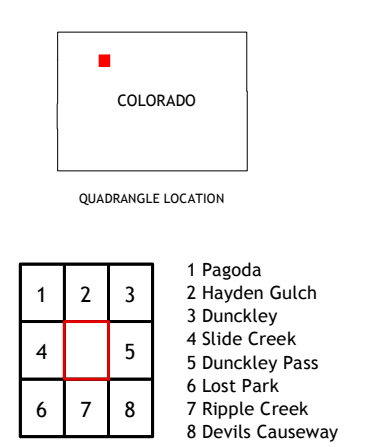 COLORADO
QUADRANGLE LOCATION
1 2 3
4 5
6 7 8
1 Pagoda
2 Hayden Gulch
3 Dunckley
4 Slide Creek
5 Dunckley Pass
6 Lost Park
7 Ripple Creek
8 Devils Causeway